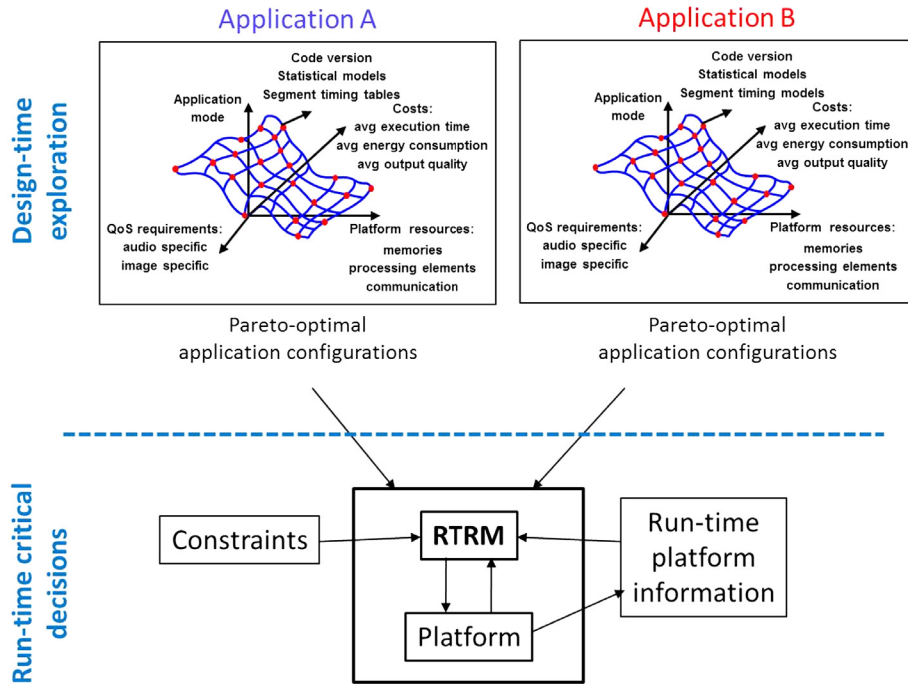 Application A
Application B
Design-time
exploration
Code version
Statistical models
Segment timing tables
Application
mode
Costs:
avg execution time
avg energy consumption
avg output quality
QoS requirements:
audio specific
image specific
Platform resources:
memories
processing elements
communication
Code version
Statistical models
Segment timing models
Application
mode
Costs:
avg execution time
avg energy consumption
avg output quality
QoS requirements:
audio specific
image specific
Platform resources:
memories
processing elements
communication
Pareto-optimal
application configurations
Pareto-optimal
application configurations
Run-time critical
decisions
Constraints
RTRM
Platform
Run-time
platform
information